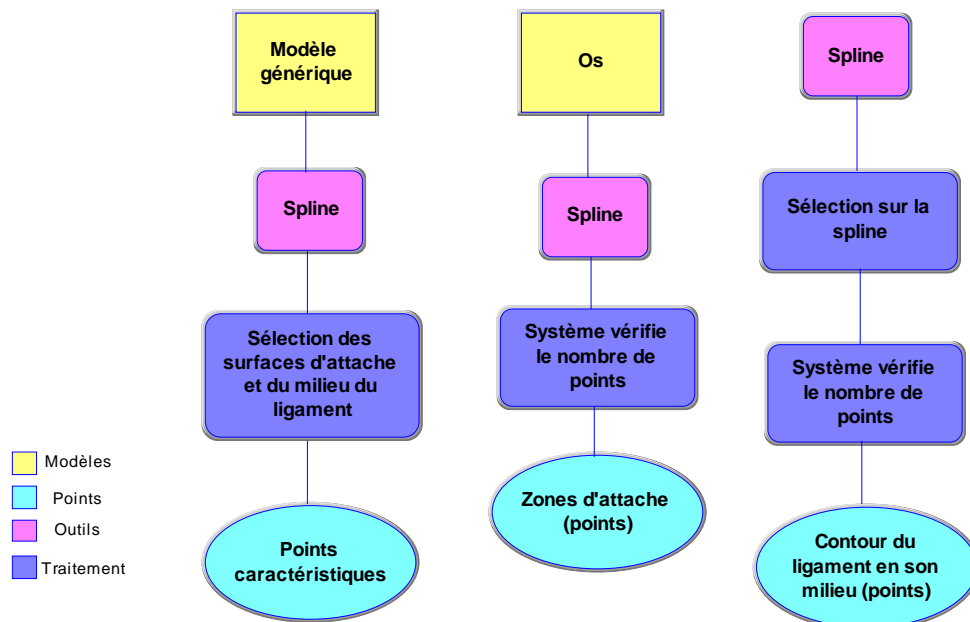 Modèle
générique
Spline
Sélection des
surfaces d'attache
et du milieu du
ligament
Points
caractéristiques
Os
Spline
Système vérifie
le nombre de
points
Zones d'attache
(points)
Spline
Sélection sur la
spline
Système vérifie
le nombre de
points
Contour du
ligament en son
milieu (points)
Modèles
Points
Outils
Traitement